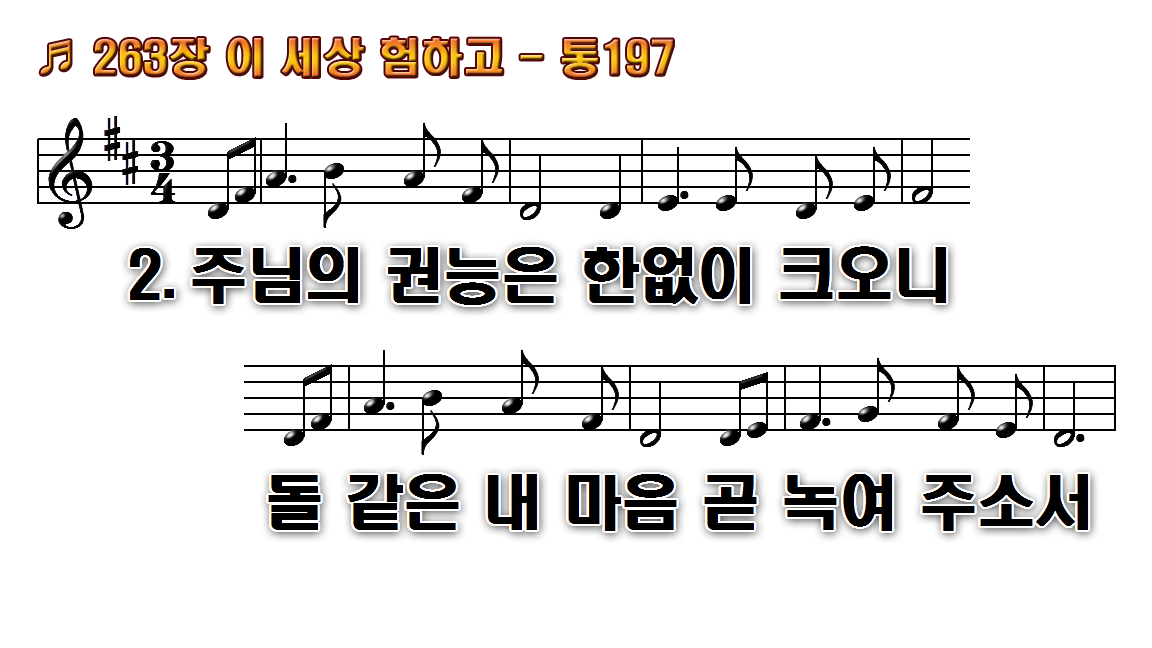 ♬ 263장 이 세상 험하고 - 통197
3
4
2. 주님의 권능은 한없이 크오니
돌 같은 내 마음 곧 녹여 주소서